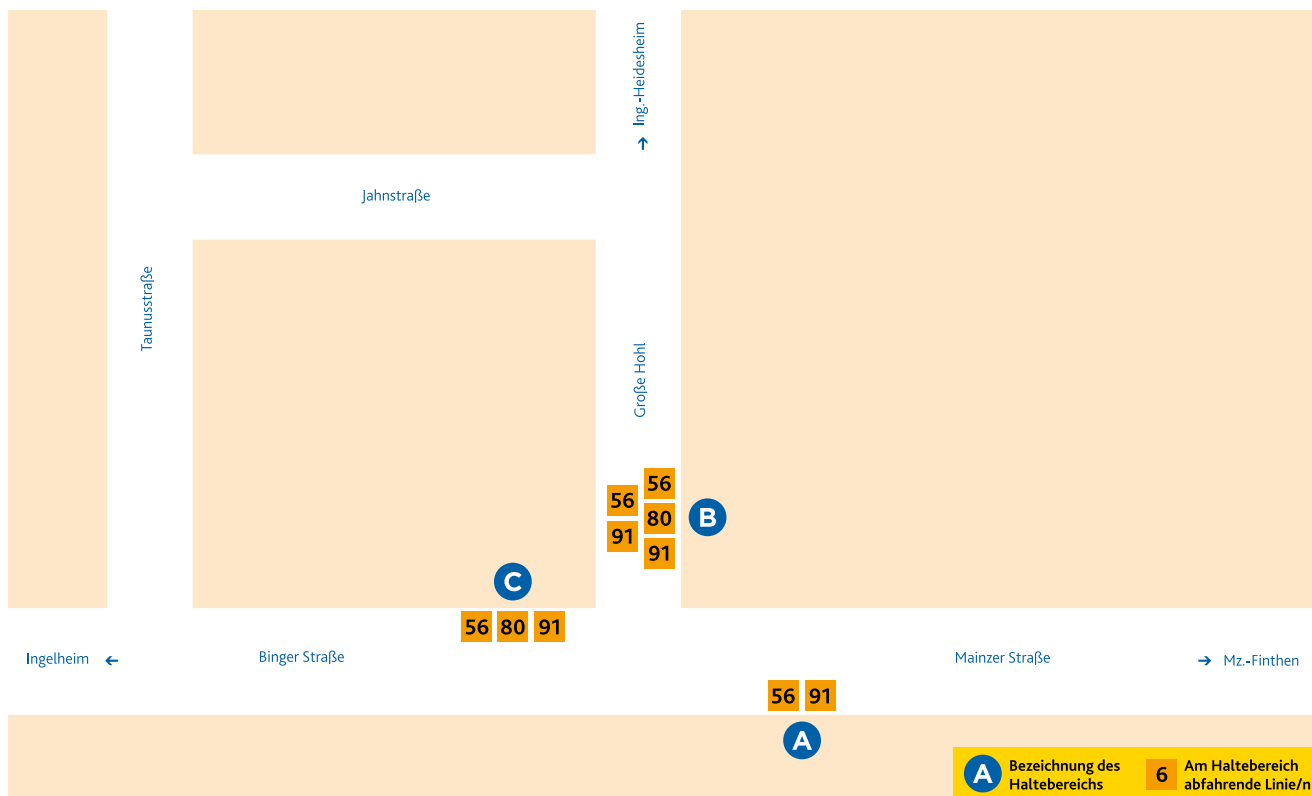 → Ing.-Heidesheim
Jahnstraße
Taunusstraße
Große Hohl
56
56
80
B
91
91
C
56 80 91
Ingelheim ←
Binger Straße
Mainzer Straße
→ Mz.-Finthen
56 91
A
A Bezeichnung des
Haltebereichs
6 Am Haltebereich
abfahrende Linie/n